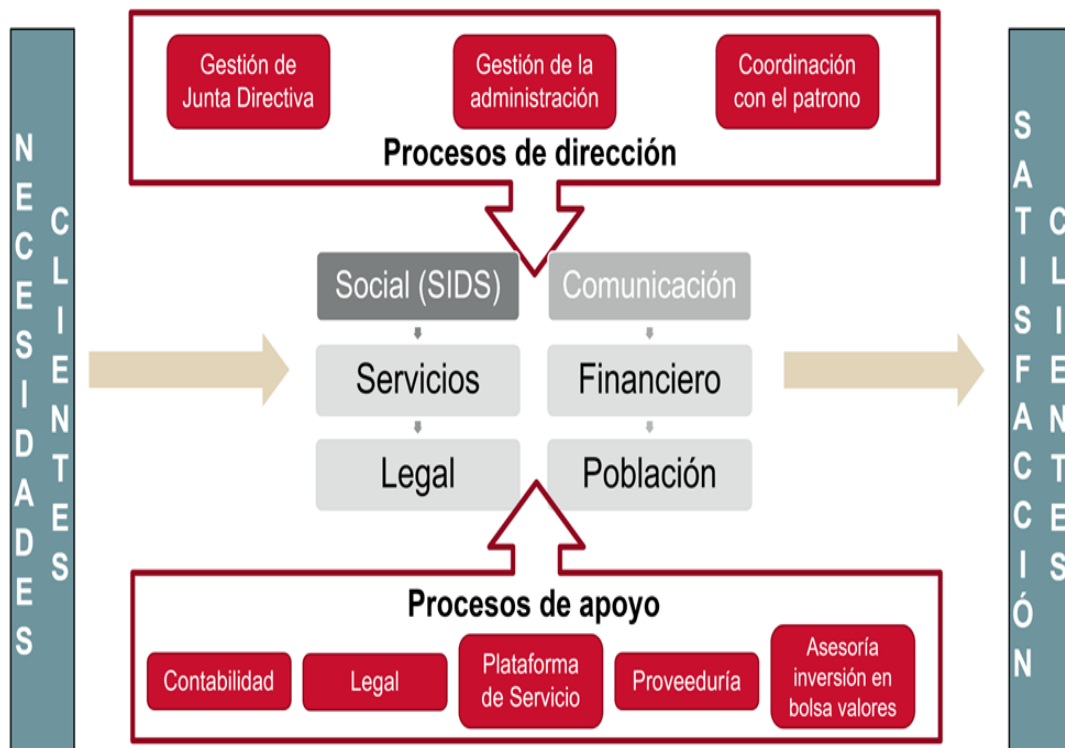 NECESIDADES
CLIENTES
Gestión de
Junta Directiva
Gestión de la
administración
Coordinación
con el patrono
Procesos de dirección
Social (SIDS)
Comunicación
Servicios
Financiero
Legal
Población
Procesos de apoyo
Contabilidad
Legal
Plataforma
de Servicio
Proveeduría
Asesoría
inversión en
bolsa valores
SATISFACCIÓN
CLIENTES